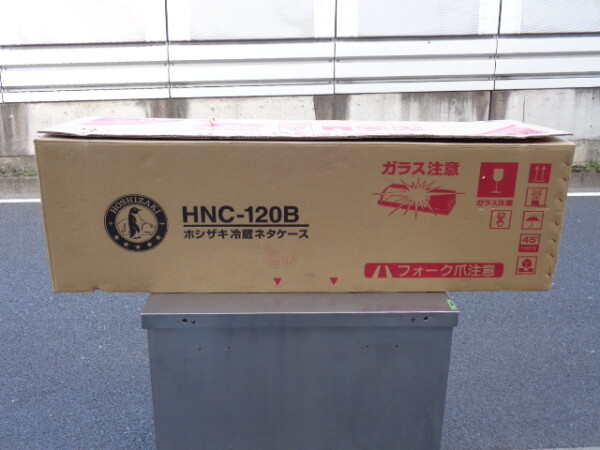 HOSHIZAKI
HNC-120B
ホシザキ冷蔵ネタケース
ガラス注意
ガラス注意
45°
フォーク爪注意